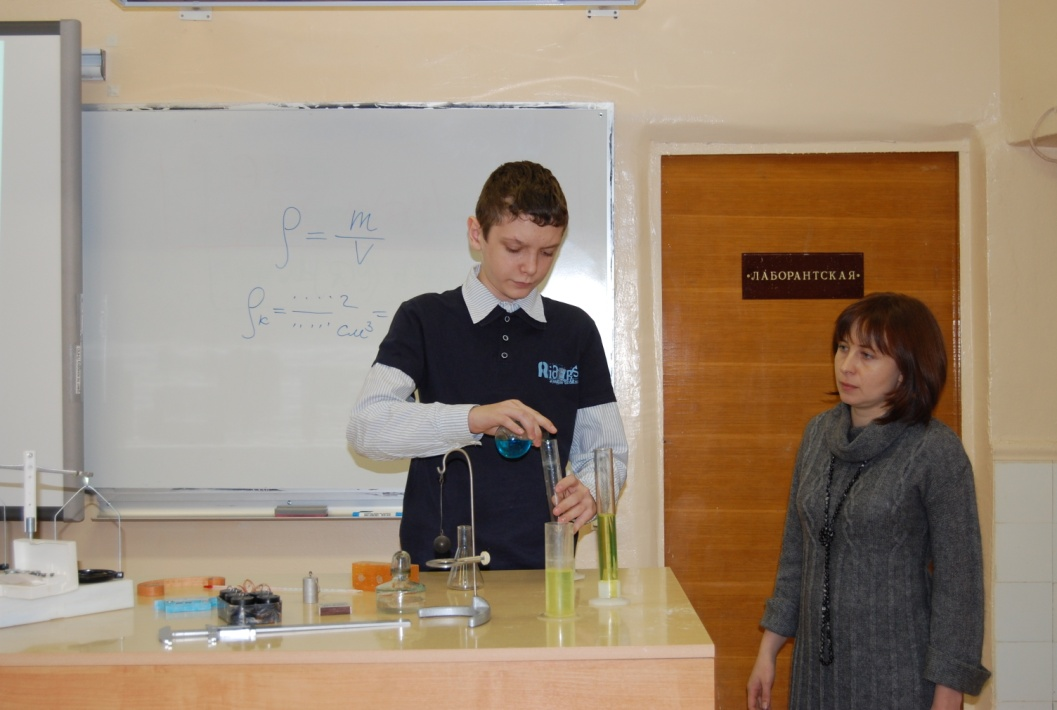 ρ = m/V
ρк = ..... г/..... см³ =
•ЛАБОРАНТСКАЯ•